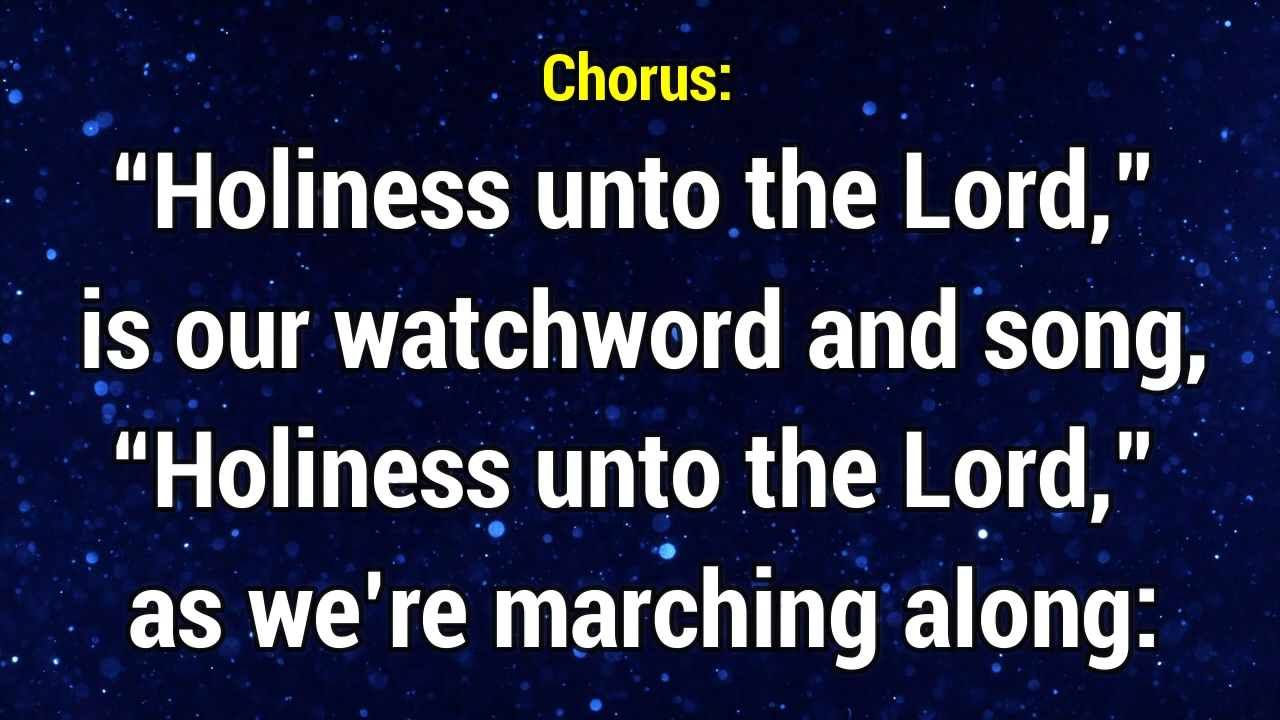 Chorus:
“Holiness unto the Lord,”
is our watchword and song,
“Holiness unto the Lord,”
as we're marching along: